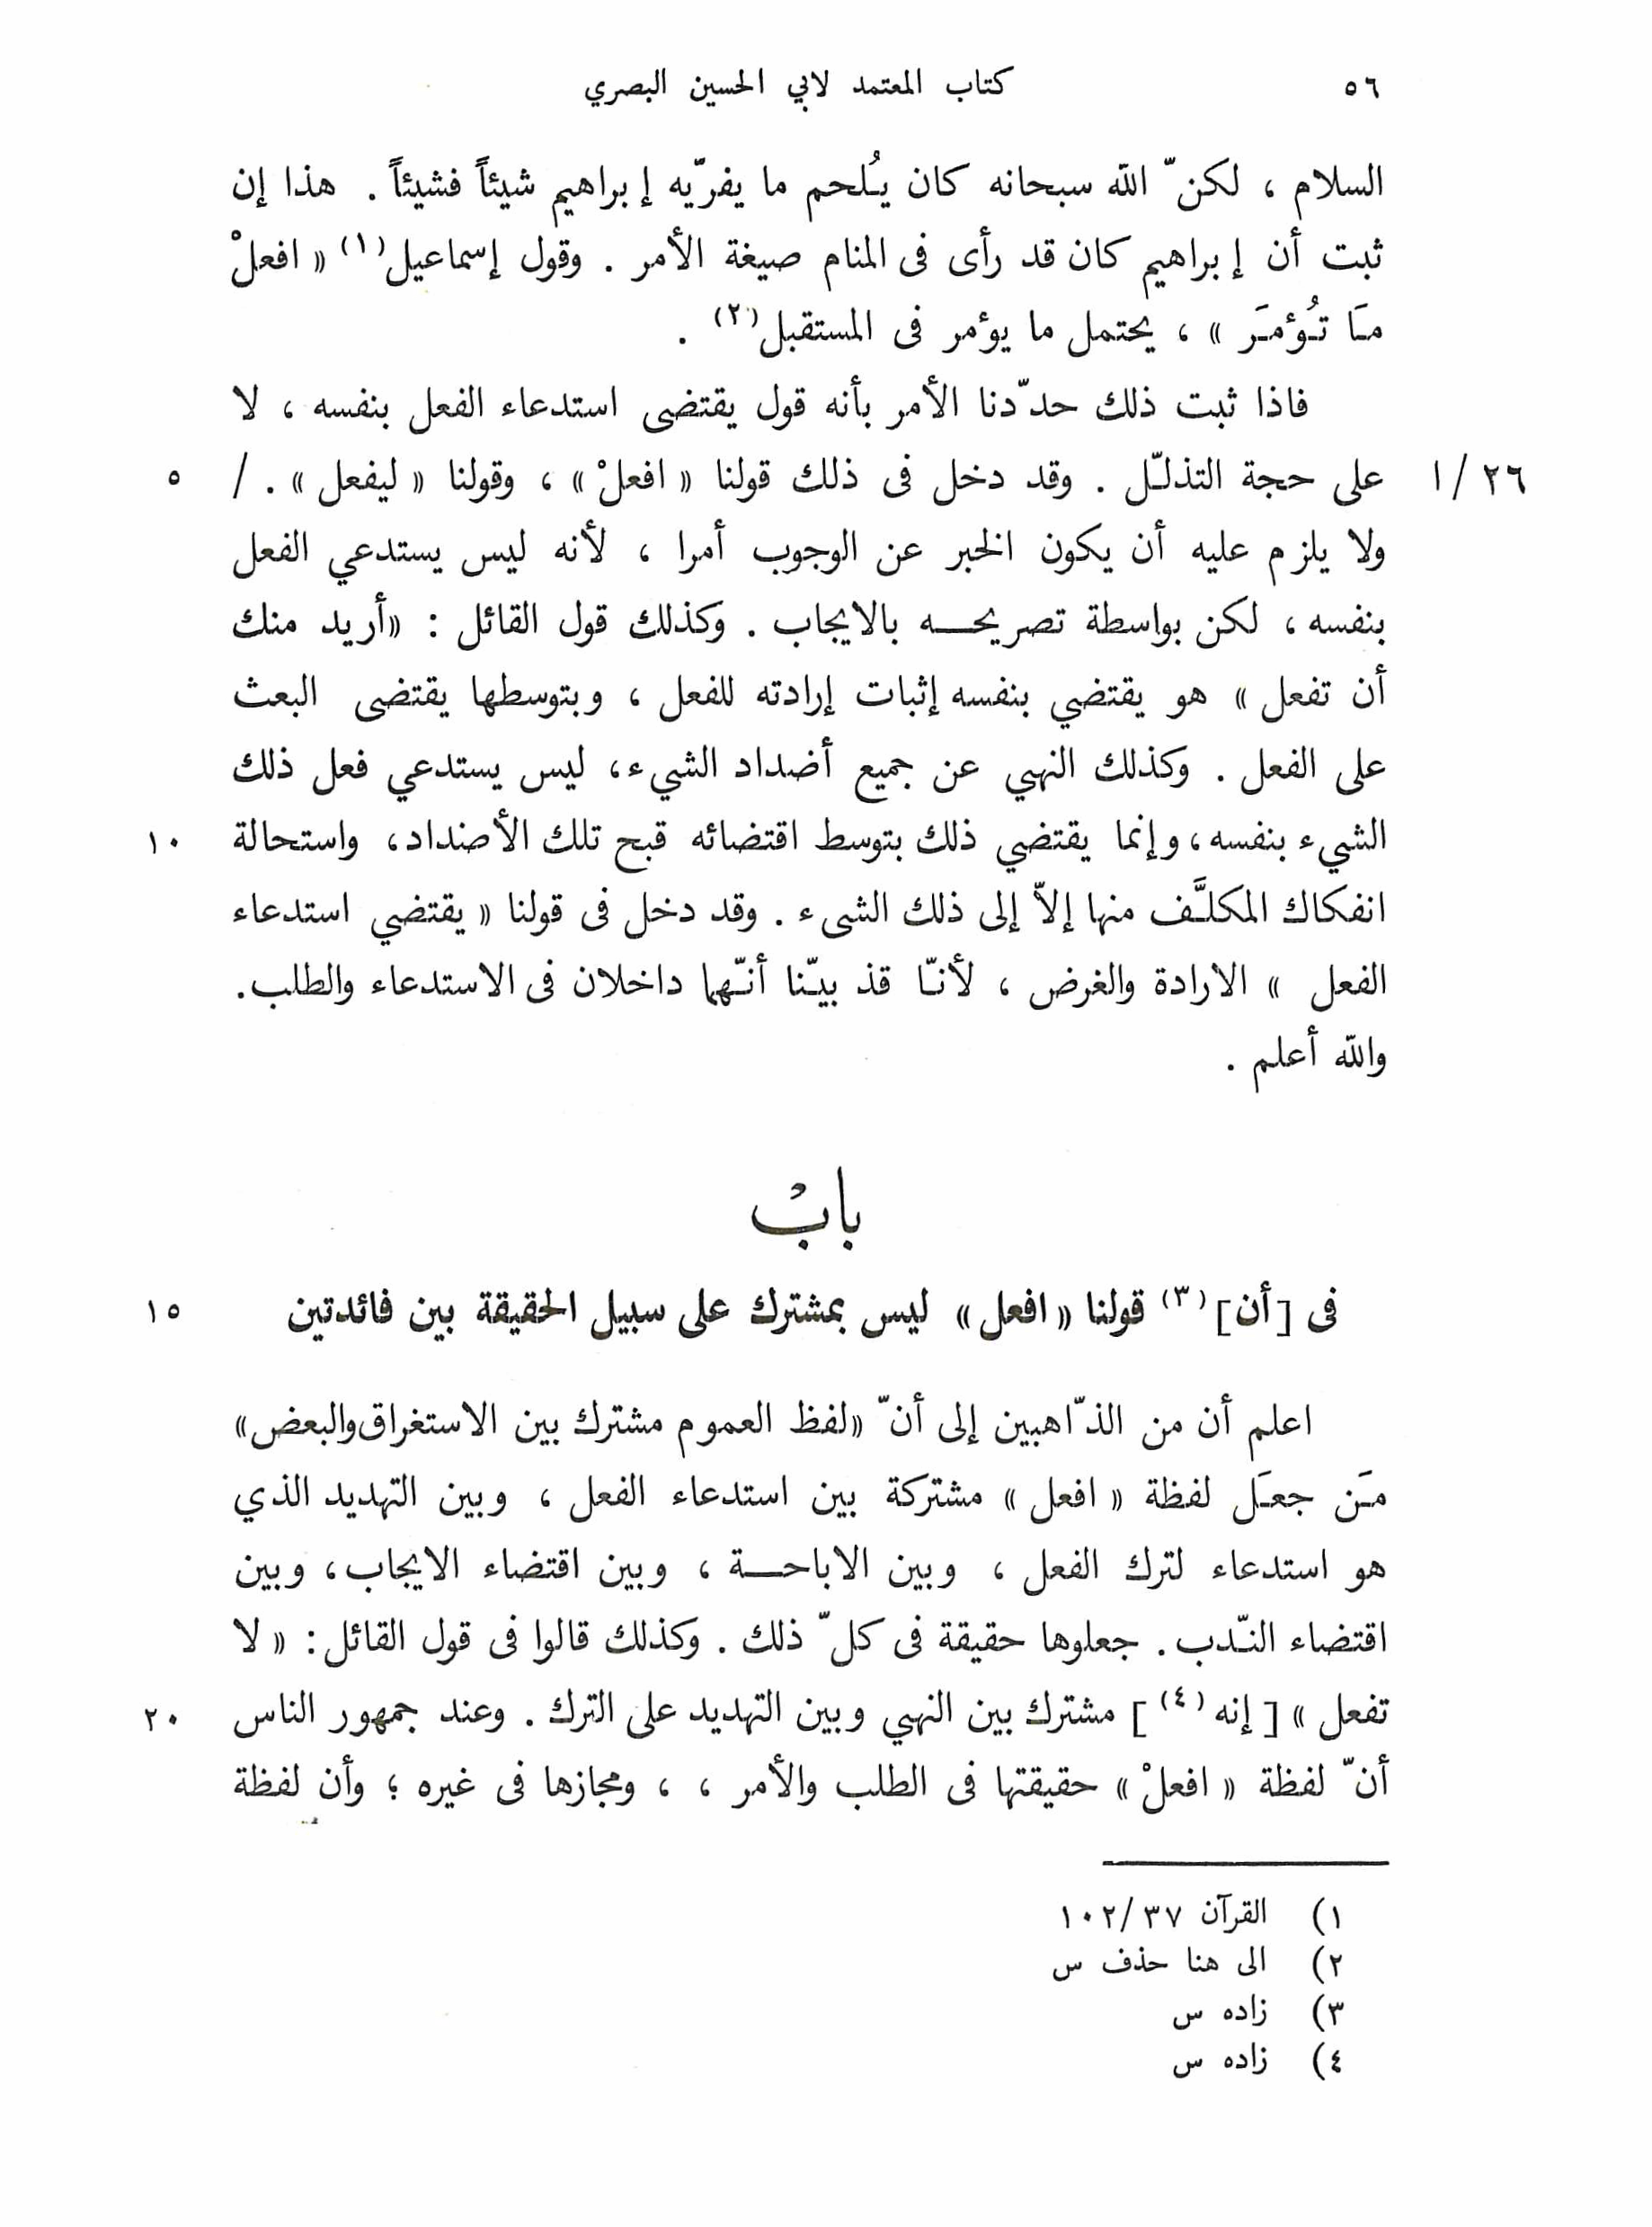 ٥٦ كتاب المعتمد لابي الحسين البصري
السلام ، لكنّ الله سبحانه كان يُلحم ما يفرّيه إبراهيم شيئاً فشيئاً . هذا إن
ثبت أن إبراهيم كان قد رأى فى المنام صيغة الأمر . وقول إسماعيل(١) « افعلْ
مَا تُؤمَر » ، يحتمل ما يؤمر فى المستقبل(٢) .
فاذا ثبت ذلك حدّدنا الأمر بأنه قول يقتضى استدعاء الفعل بنفسه ، لا
٢٦/ ١ على حجة التذلّل . وقد دخل فى ذلك قولنا « افعلْ » ، وقولنا « ليفعل » . / ٥
ولا يلزم عليه أن يكون الخبر عن الوجوب أمرا ، لأنه ليس يستدعي الفعل
بنفسه ، لكن بواسطة تصريحـه بالايجاب . وكذلك قول القائل : «أريد منك
أن تفعل » هو يقتضي بنفسه إثبات إرادته للفعل ، وبتوسطها يقتضى البعث
على الفعل . وكذلك النهي عن جميع أضداد الشيء، ليس يستدعي فعل ذلك
الشيء بنفسه، وإنما يقتضي ذلك بتوسط اقتضائه قبح تلك الأضداد، واستحالة ١٠
انفكاك المكلَّف منها إلاّ إلى ذلك الشىء . وقد دخل فى قولنا « يقتضي استدعاء
الفعل » الارادة والغرض ، لأنّا قذ بيّنا أنّهما داخلان فى الاستدعاء والطلب.
والله أعلم .
بابٌ
فى [أن](٣) قولنا « افعل » ليس بمشترك على سبيل الحقيقة بين فائدتين ١٥
اعلم أن من الذّاهبين إلى أنّ «لفظ العموم مشترك بين الاستغراق والبعض»
مَن جعَل لفظة « افعل » مشتركة بين استدعاء الفعل ، وبين التهديد الذي
هو استدعاء لترك الفعل ، وبين الاباحـة ، وبين اقتضاء الايجاب، وبين
اقتضاء النّدب . جعلوها حقيقة فى كلّ ذلك . وكذلك قالوا فى قول القائل: « لا
تفعل » [ إنه (٤)] مشترك بين النهي وبين التهديد على الترك . وعند جمهور الناس ٢٠
أنّ لفظة « افعلْ » حقيقتها فى الطلب والأمر ، ، ومجازها فى غيره ؛ وأن لفظة
١) القرآن ٣٧/ ١٠٢
٢) الى هنا حذف س
٣) زاده س
٤) زاده س